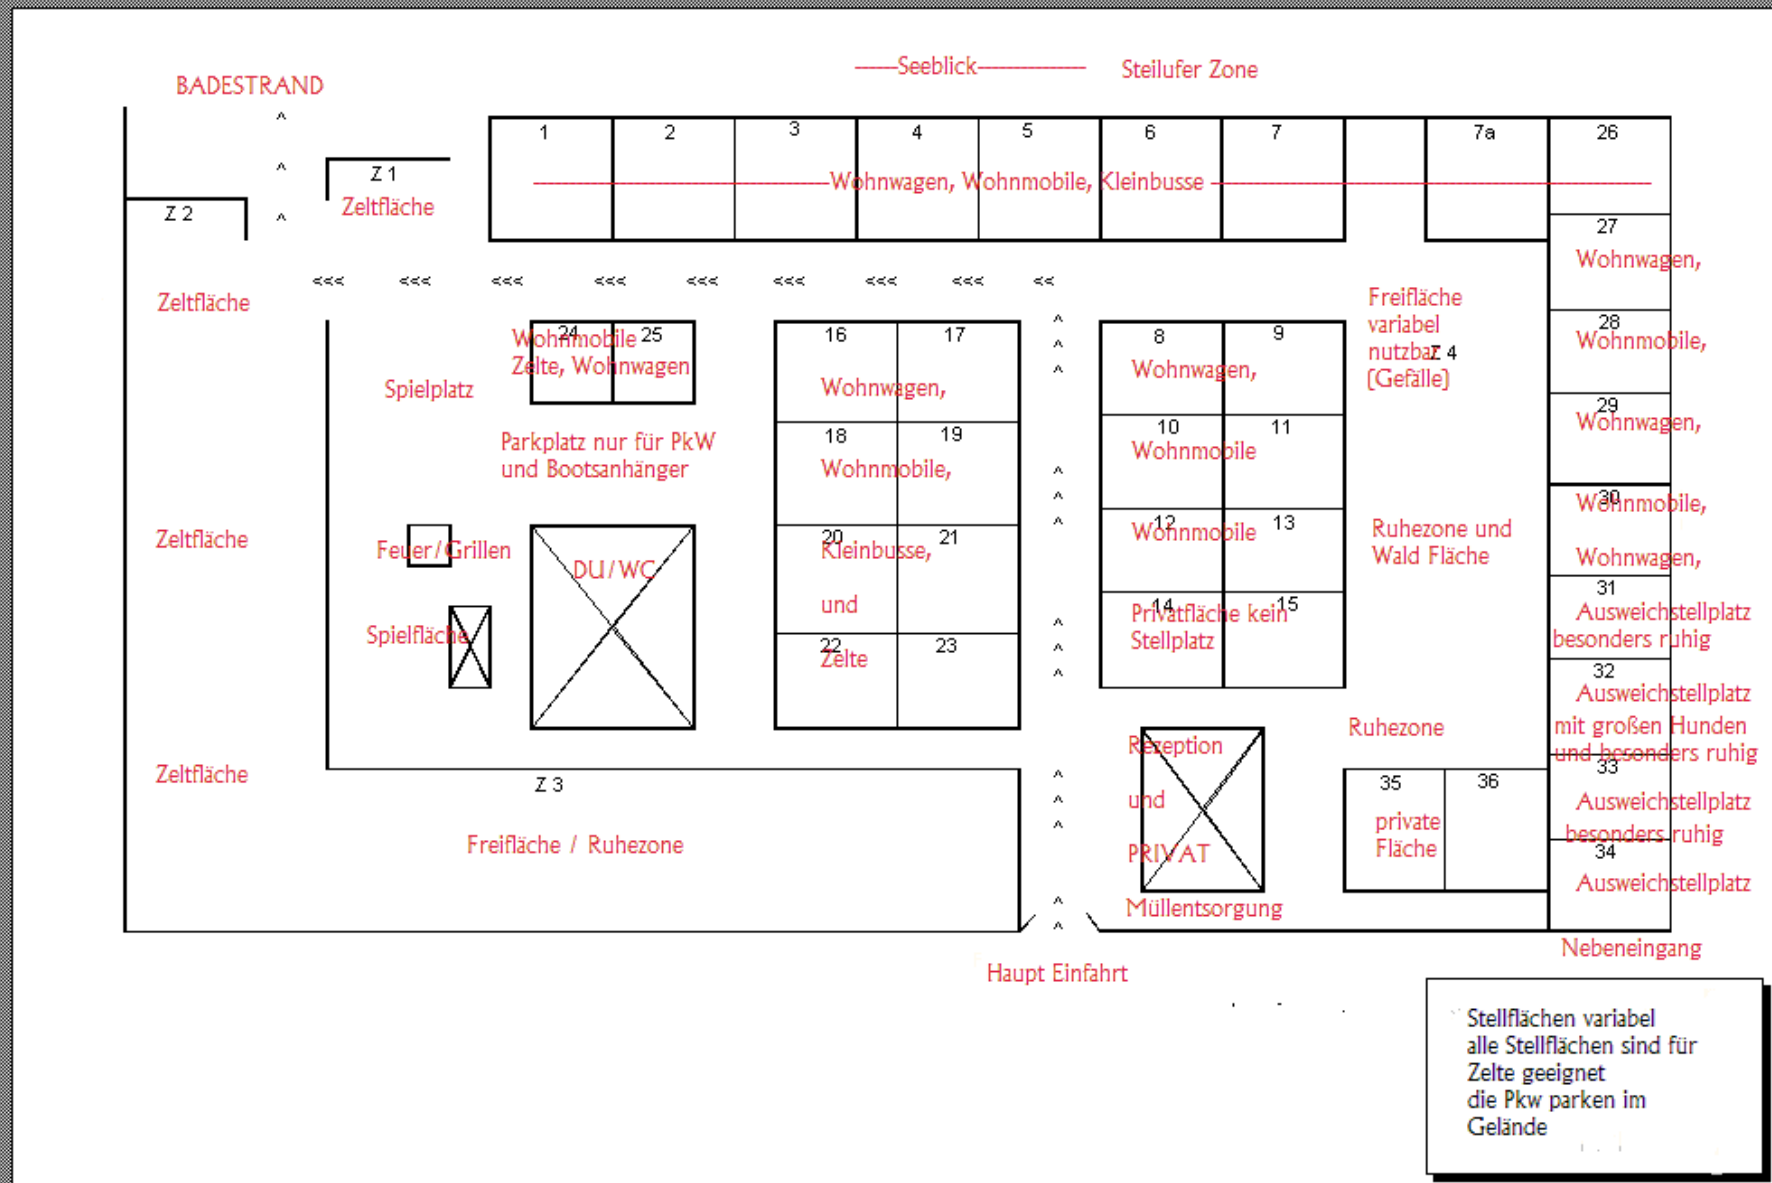 -----Seeblick-------------
Steilufer Zone
BADESTRAND
^
^
^
Z 1
Zeltfläche
Z 2
1
2
3
4
5
6
7
7a
26
Wohnwagen, Wohnmobile, Kleinbusse
27
Wohnwagen,
28
Wohnmobile,
29
Wohnwagen,
30
Wohnmobile,
Wohnwagen,
31
Ausweichstellplatz
besonders ruhig
32
Ausweichstellplatz
mit großen Hunden
und besonders ruhig
33
Ausweichstellplatz
besonders ruhig
34
Ausweichstellplatz
Nebeneingang
<<< <<< <<< <<< <<< <<< <<< <<< <<
Zeltfläche
Zeltfläche
Zeltfläche
24
25
Wohnmobile
Zelte, Wohnwagen
Spielplatz
Parkplatz nur für PkW
und Bootsanhänger
Feuer/Grillen
Spielfläche
DU/WC
16
17
Wohnwagen,
18
19
Wohnmobile,
20
21
Kleinbusse,
und
22
23
Zelte
^
^
^
^
^
^
^
^
^
^
^
^
^
^
8
9
Wohnwagen,
10
11
Wohnmobile
12
13
Wohnmobile
14
15
Privatfläche kein
Stellplatz
Freifläche
variabel
nutzbar
(Gefälle)
Z 4
Ruhezone und
Wald Fläche
Ruhezone
35
36
private
Fläche
Rezeption
und
PRIVAT
Müllentsorgung
Z 3
Freifläche / Ruhezone
Haupt Einfahrt
Stellflächen variabel
alle Stellflächen sind für
Zelte geeignet
die Pkw parken im
Gelände